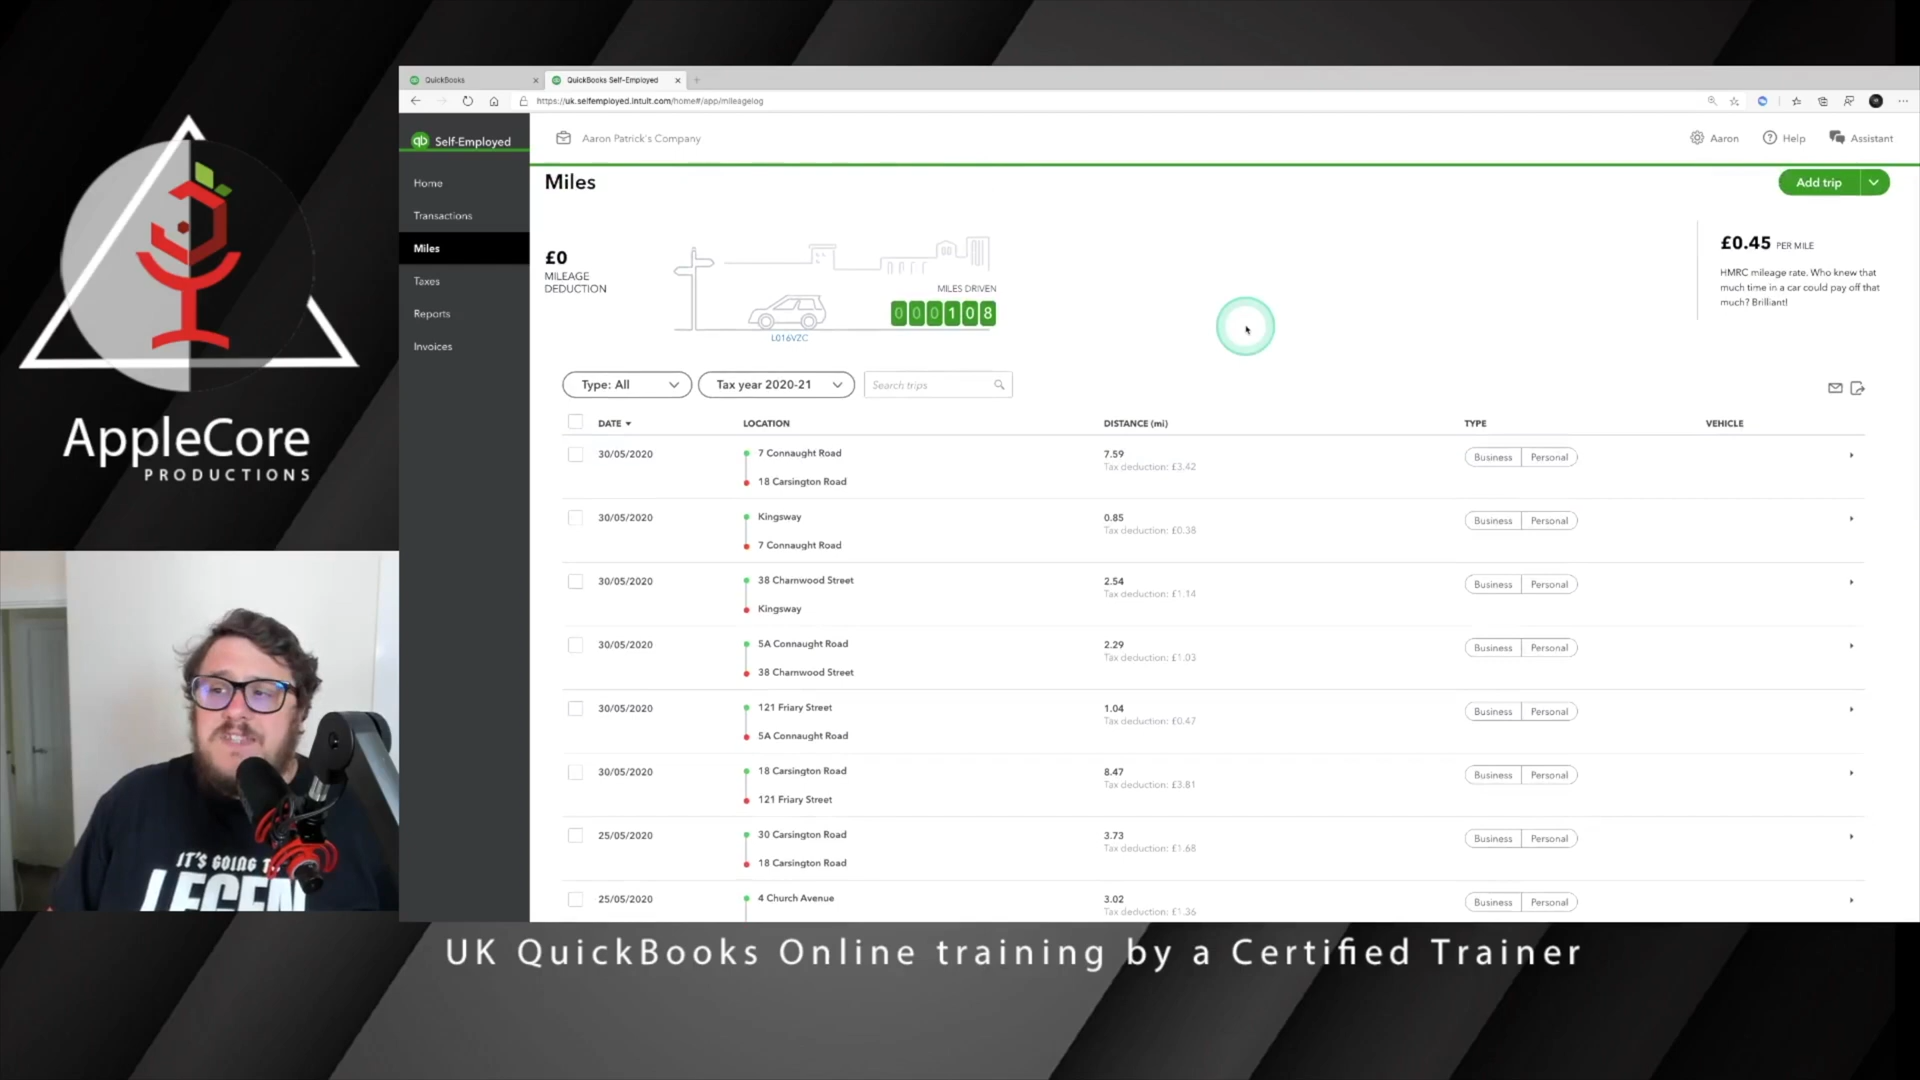 AppleCore
PRODUCTIONS
QuickBooks
QuickBooks Self-Employed
https://uk.selfemployed.intuit.com/home#/app/mileagelog
qb Self-Employed
Aaron Patrick's Company
Aaron
Help
Assistant
Home
Transactions
Miles
Taxes
Reports
Invoices
Miles
Add trip
£0
MILEAGE
DEDUCTION
MILES DRIVEN
000108
L016VZC
£0.45 PER MILE
HMRC mileage rate. Who knew that
much time in a car could pay off that
much? Brilliant!
Type: All
Tax year 2020-21
Search trips
DATE LOCATION DISTANCE (mi) TYPE VEHICLE
30/05/2020 7 Connaught Road 7.59 Business Personal
Tax deduction: £3.42
18 Carsington Road
30/05/2020 Kingsway 0.85 Business Personal
Tax deduction: £0.38
7 Connaught Road
30/05/2020 38 Charnwood Street 2.54 Business Personal
Tax deduction: £1.14
Kingsway
30/05/2020 5A Connaught Road 2.29 Business Personal
Tax deduction: £1.03
38 Charnwood Street
30/05/2020 121 Friary Street 1.04 Business Personal
Tax deduction: £0.47
5A Connaught Road
30/05/2020 18 Carsington Road 8.47 Business Personal
Tax deduction: £3.81
121 Friary Street
25/05/2020 30 Carsington Road 3.73 Business Personal
Tax deduction: £1.68
18 Carsington Road
25/05/2020 4 Church Avenue 3.02 Business Personal
Tax deduction: £1.36
IT'S GOING T
LEGEN
UK QuickBooks Online training by a Certified Trainer